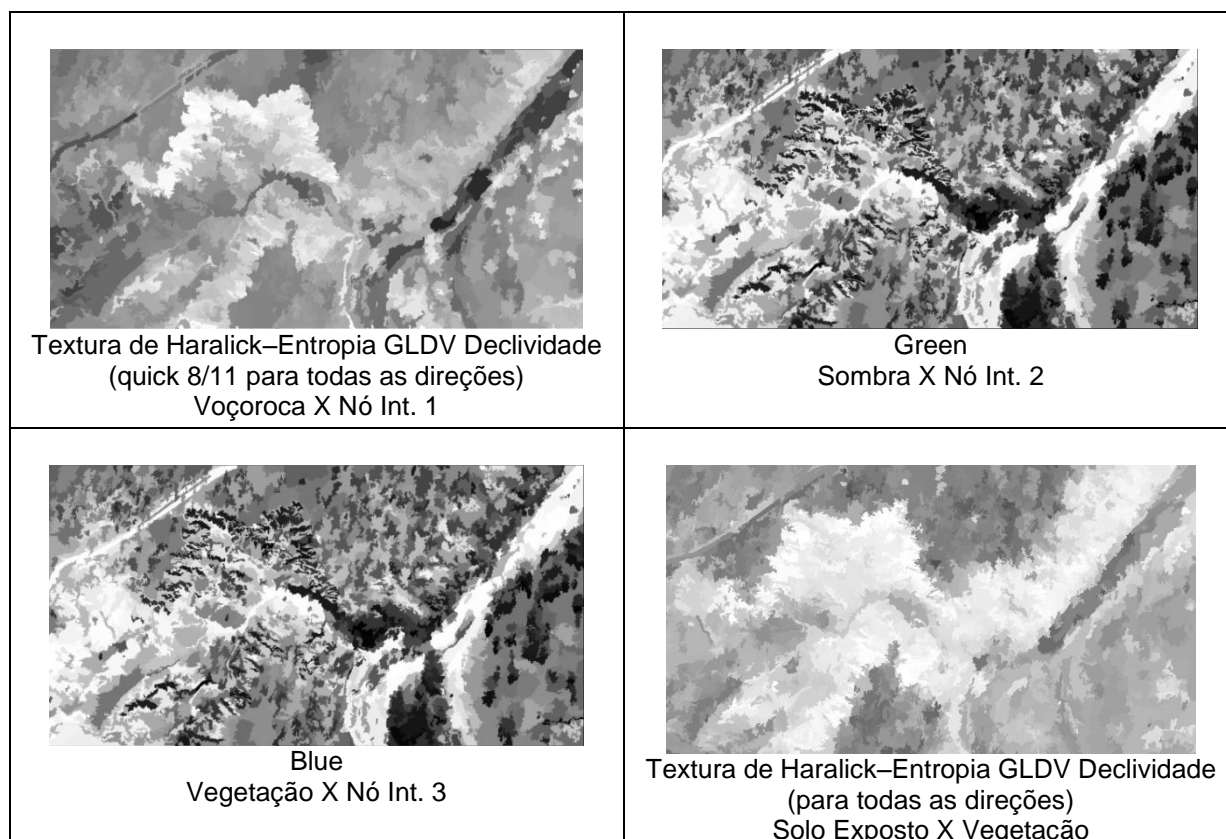 Textura de Haralick–Entropia GLDV Declividade
(quick 8/11 para todas as direções)
Voçoroca X Nó Int. 1
Green
Sombra X Nó Int. 2
Blue
Vegetação X Nó Int. 3
Textura de Haralick–Entropia GLDV Declividade
(para todas as direções)
Solo Exposto X Vegetação